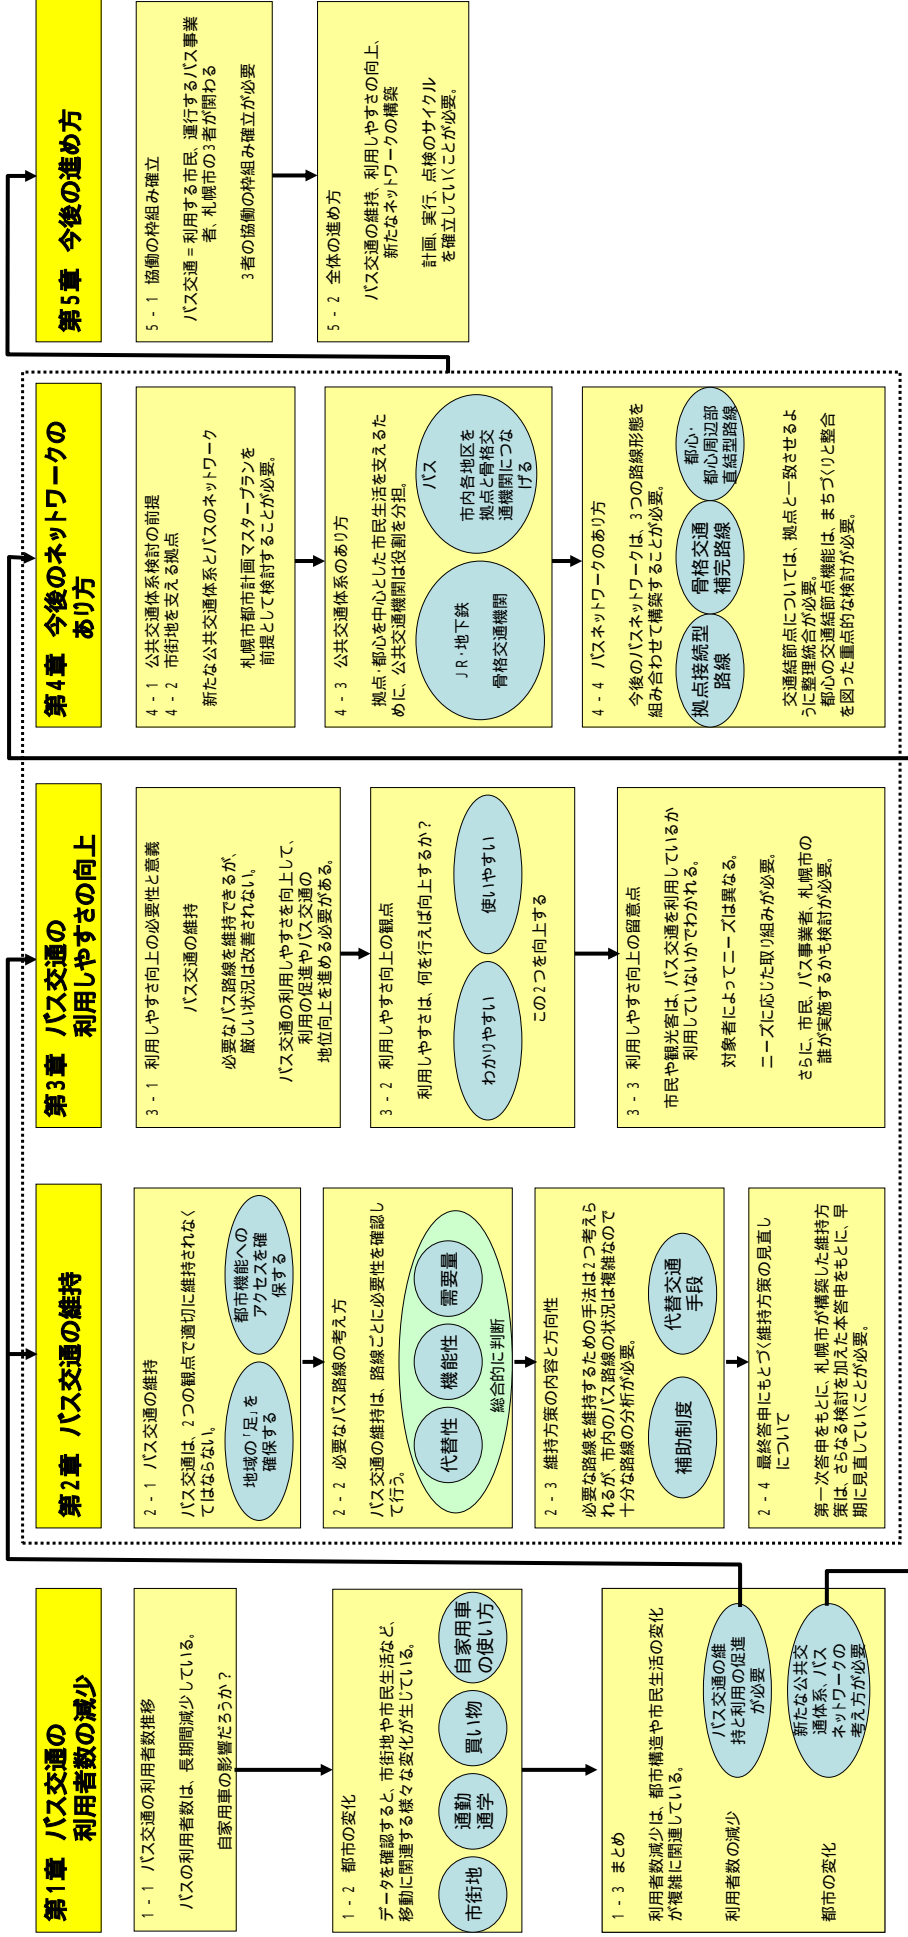 第1章 バス交通の
利用者数の減少
1-1 バス交通の利用者数推移
バスの利用者数は、長期間減少している。
自家用車の影響だろうか？
1-2 都市の変化
データを確認すると、市街地や市民生活など、
移動に関連する様々な変化が生じている。
市街地
通勤
通学
買い物
自家用車
の使い方
1-3 まとめ
利用者数減少は、都市構造や市民生活の変化
が複雑に関連している。
利用者数の減少
バス交通の維
持と利用の促進
が必要
都市の変化
新たな公共交
通体系、バス
ネットワークの
考え方が必要
第2章 バス交通の維持
2-1 バス交通の維持
バス交通は、2つの観点で適切に維持されなく
てはならない。
地域の「足」を
確保する
都市機能への
アクセスを確
保する
2-2 必要なバス路線の考え方
バス交通の維持は、路線ごとに必要性を確認し
て行う。
代替性
機能性
需要量
総合的に判断
2-3 維持方策の内容と方向性
必要な路線を維持するための手法は2つ考えら
れるが、市内のバス路線の状況は複雑なので
十分な路線の分析が必要。
補助制度
代替交通
手段
2-4 最終答申にもとづく維持方策の見直し
について
第一次答申をもとに、札幌市が構築した維持方
策は、さらなる検討を加えた本答申をもとに、早
期に見直していくことが必要。
第3章 バス交通の
利用しやすさの向上
3-1 利用しやすさ向上の必要性と意義
バス交通の維持
必要なバス路線を維持できるが、
厳しい状況は改善されない。
バス交通の利用しやすさを向上して、
利用の促進やバス交通の
地位向上を進める必要がある。
3-2 利用しやすさ向上の観点
利用しやすさは、何を行えば向上するか？
わかりやすい
使いやすい
この2つを向上する
3-3 利用しやすさ向上の留意点
市民や観光客は、バス交通を利用しているか
利用していないかでわかれる。
対象者によってニーズは異なる。
ニーズに応じた取り組みが必要。
さらに、市民、バス事業者、札幌市の
誰が実施するかも検討が必要。
第4章 今後のネットワークの
あり方
4-1 公共交通体系検討の前提
4-2 市街地を支える拠点
新たな公共交通体系とバスのネットワーク
札幌市都市計画マスタープランを
前提として検討することが必要。
4-3 公共交通体系のあり方
拠点・都心を中心とした市民生活を支えるた
めに、公共交通機関は役割を分担。
JR・地下鉄
骨格交通機関
バス
市内各地区を
拠点と骨格交
通機関につな
げる
4-4 バスネットワークのあり方
今後のバスネットワークは、3つの路線形態を
組み合わせて構築することが必要。
拠点接続型
路線
骨格交通
補完路線
都心・
都心周辺部
直結型路線
交通結節点については、拠点と一致させるよ
うに整理統合が必要。
都心の交通結節点機能は、まちづくりと整合
を図った重点的な検討が必要。
第5章 今後の進め方
5-1 協働の枠組み確立
バス交通＝利用する市民、運行するバス事業
者、札幌市の3者が関わる
3者の協働の枠組み確立が必要
5-2 全体の進め方
バス交通の維持、利用しやすさの向上、
新たなネットワークの構築
計画、実行、点検のサイクル
を確立していくことが必要。